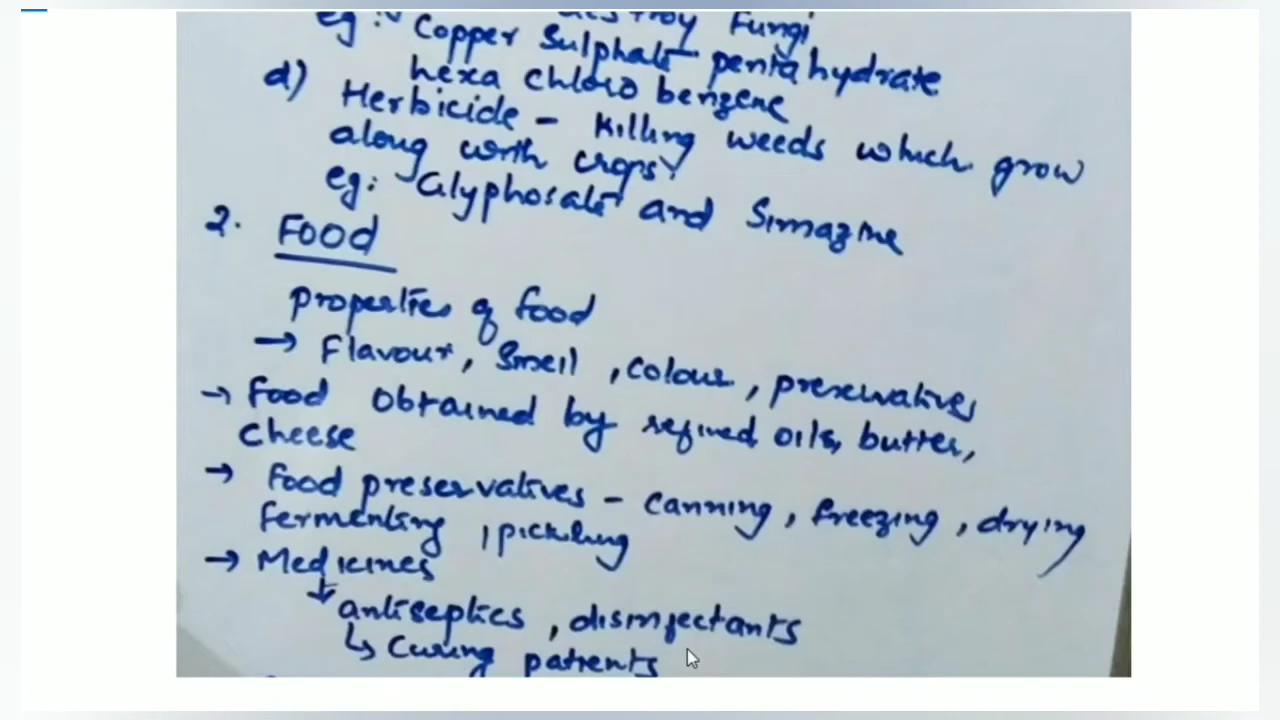 destroy Fungi
eg:- Copper Sulphate pentahydrate
hexa chloro benzene
d) Herbicide - Killing weeds which grow
along with crops.
eg: Glyphosate and Simazine
2. Food
Properties of food
→ Flavour, Smell, colour, preservatives
→ Food obtained by refined oils, butter,
cheese
→ Food preservatives - canning, freezing, drying
fermenting, pickling
→ Medicines
↓ antiseptics, disinfectants
↳ Curing patients